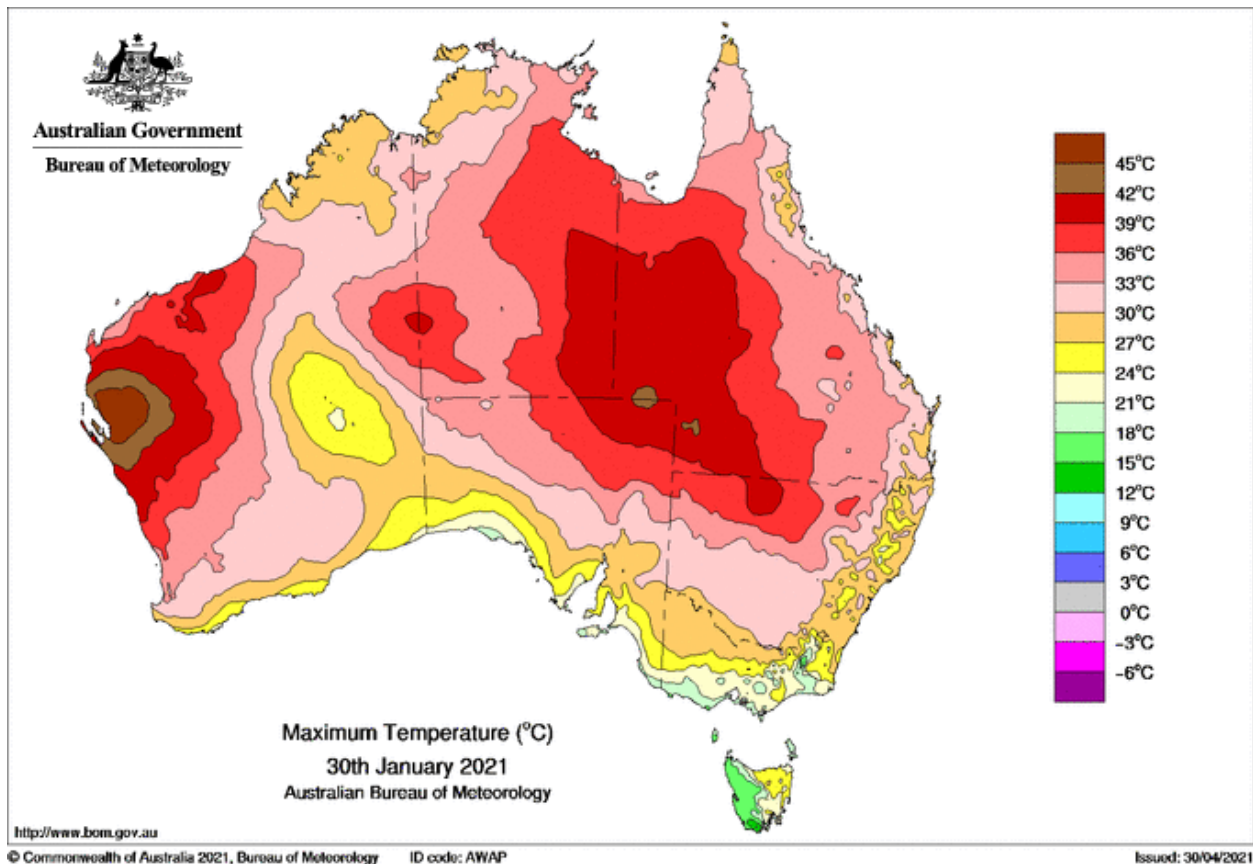 Australian Government
Bureau of Meteorology
45°C
42°C
39°C
36°C
33°C
30°C
27°C
24°C
21°C
18°C
15°C
12°C
9°C
6°C
3°C
0°C
-3°C
-6°C
Maximum Temperature (°C)
30th January 2021
Australian Bureau of Meteorology
http://www.bom.gov.au
© Commonwealth of Australia 2021, Bureau of Meteorology ID code: AWAP Issued: 30/04/2021